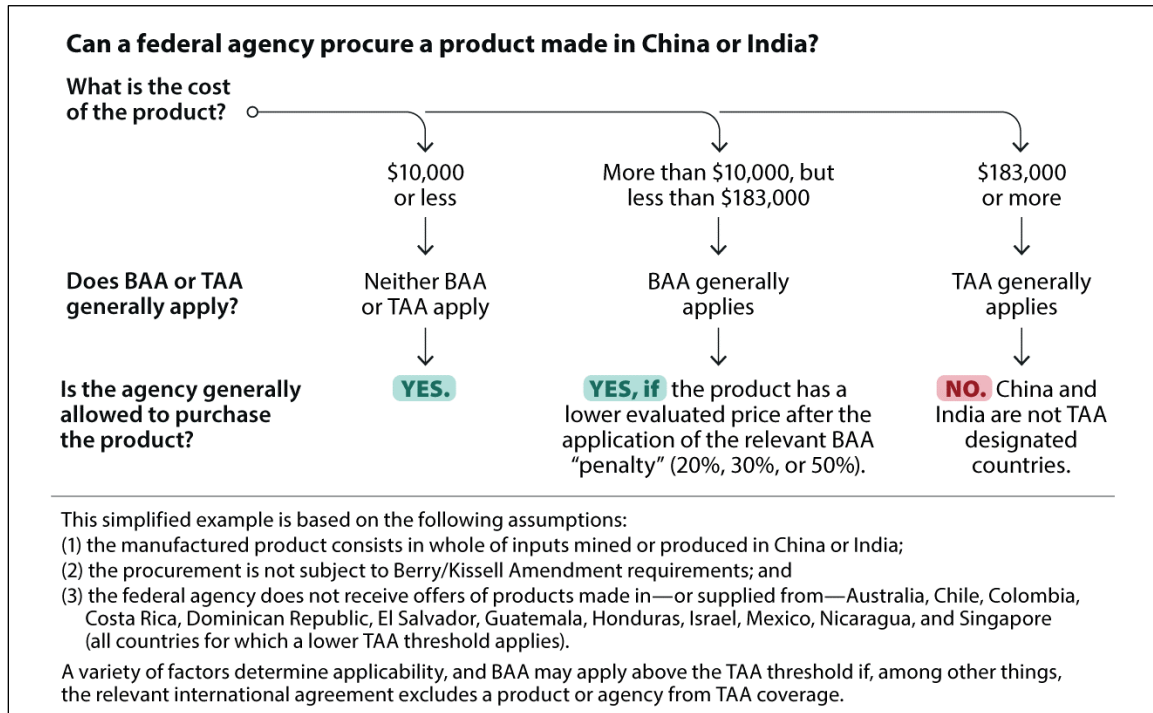 Can a federal agency procure a product made in China or India?
What is the cost
of the product?
$10,000
or less
More than $10,000, but
less than $183,000
$183,000
or more
Does BAA or TAA
generally apply?
Neither BAA
or TAA apply
BAA generally
applies
TAA generally
applies
Is the agency generally
allowed to purchase
the product?
YES.
YES, if the product has a
lower evaluated price after the
application of the relevant BAA
“penalty” (20%, 30%, or 50%).
NO. China and
India are not TAA
designated
countries.
This simplified example is based on the following assumptions:
(1) the manufactured product consists in whole of inputs mined or produced in China or India;
(2) the procurement is not subject to Berry/Kissell Amendment requirements; and
(3) the federal agency does not receive offers of products made in—or supplied from—Australia, Chile, Colombia,
Costa Rica, Dominican Republic, El Salvador, Guatemala, Honduras, Israel, Mexico, Nicaragua, and Singapore
(all countries for which a lower TAA threshold applies).
A variety of factors determine applicability, and BAA may apply above the TAA threshold if, among other things,
the relevant international agreement excludes a product or agency from TAA coverage.